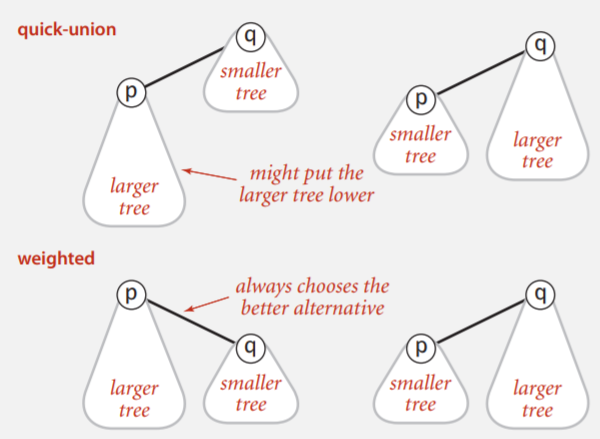 quick-union
q
smaller
tree
p
larger
tree
might put the
larger tree lower
q
p
smaller
tree
larger
tree
weighted
p
always chooses the
better alternative
q
larger
tree
smaller
tree
q
p
smaller
tree
larger
tree